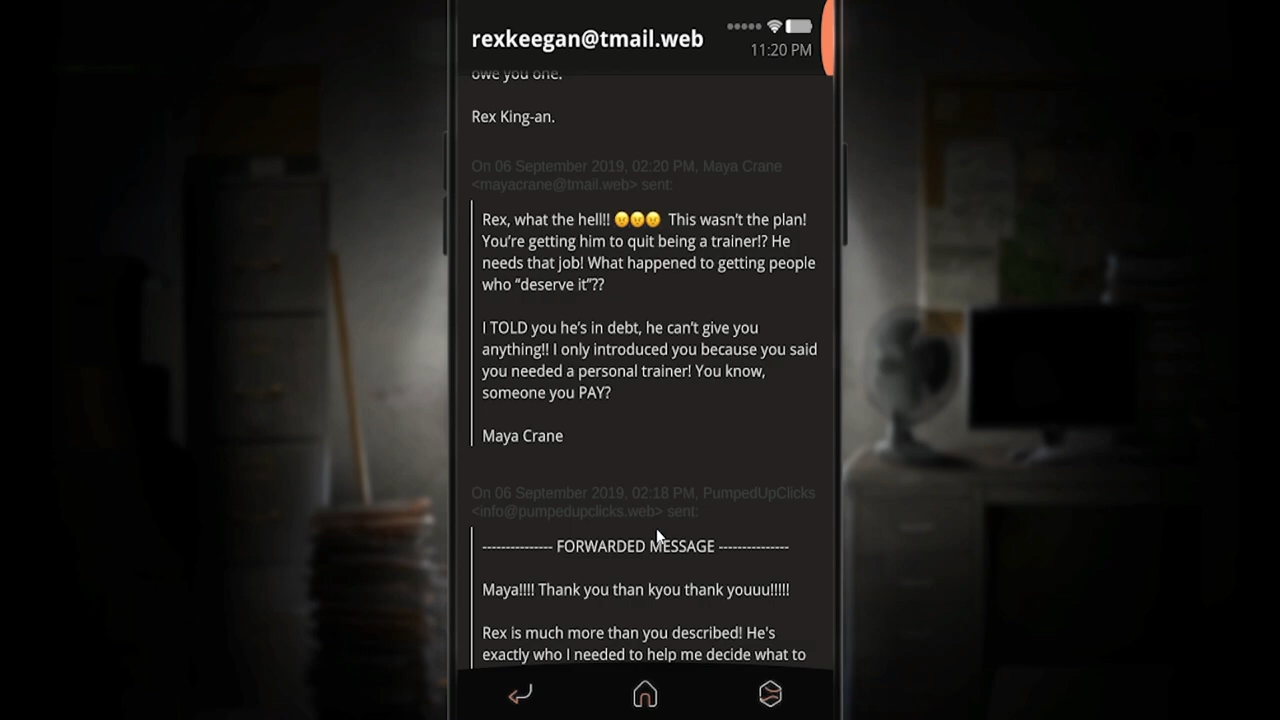 rexkeegan@tmail.web
11:20 PM
owe you one.
Rex King-an.
On 06 September 2019, 02:20 PM, Maya Crane
<mayacrane@tmail.web> sent:
Rex, what the hell!! 😠😠😠 This wasn't the plan!
You're getting him to quit being a trainer!? He
needs that job! What happened to getting people
who “deserve it”??
I TOLD you he's in debt, he can't give you
anything!! I only introduced you because you said
you needed a personal trainer! You know,
someone you PAY?
Maya Crane
On 06 September 2019, 02:18 PM, PumpedUpClicks
<info@pumpedupclicks.web> sent:
--------------- FORWARDED MESSAGE ---------------
Maya!!!! Thank you than kyou thank youuu!!!!!
Rex is much more than you described! He's
exactly who I needed to help me decide what to